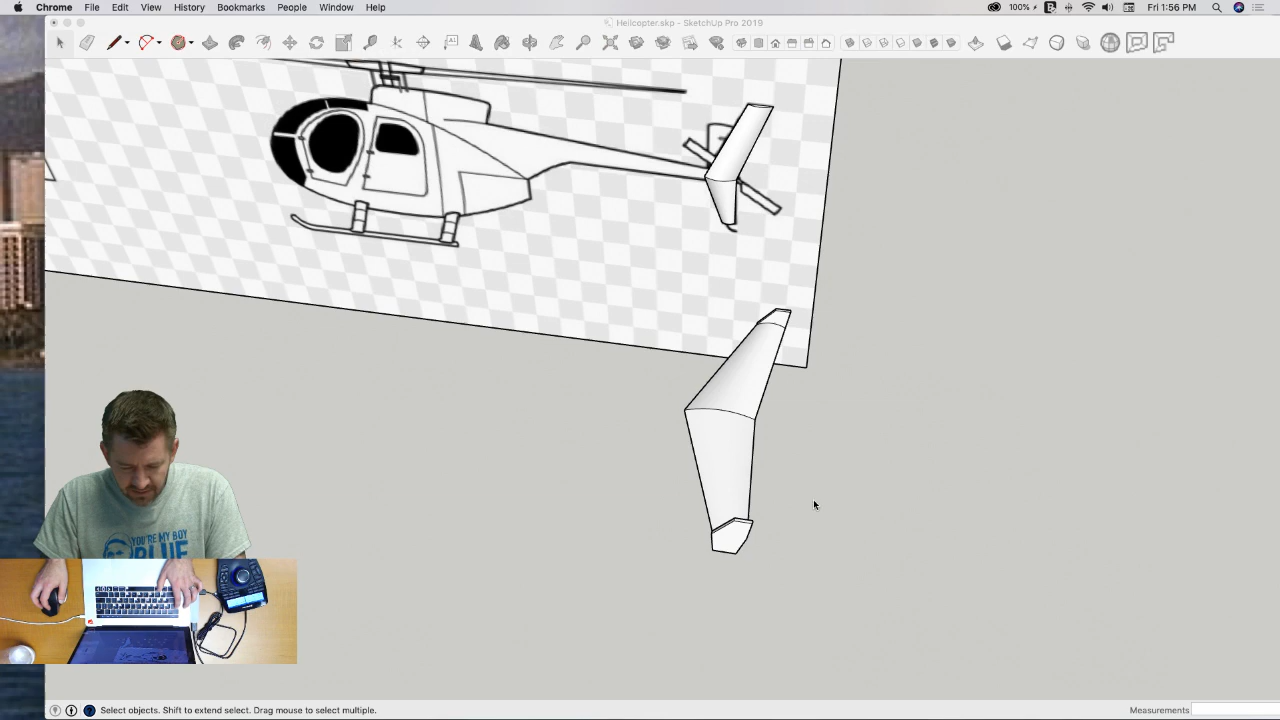 Chrome File Edit View History Bookmarks People Window Help 100% Fri 1:56 PM
Helicopter.skp - SketchUp Pro 2019
YOU'RE MY BOY
BLUE
Select objects. Shift to extend select. Drag mouse to select multiple. Measurements